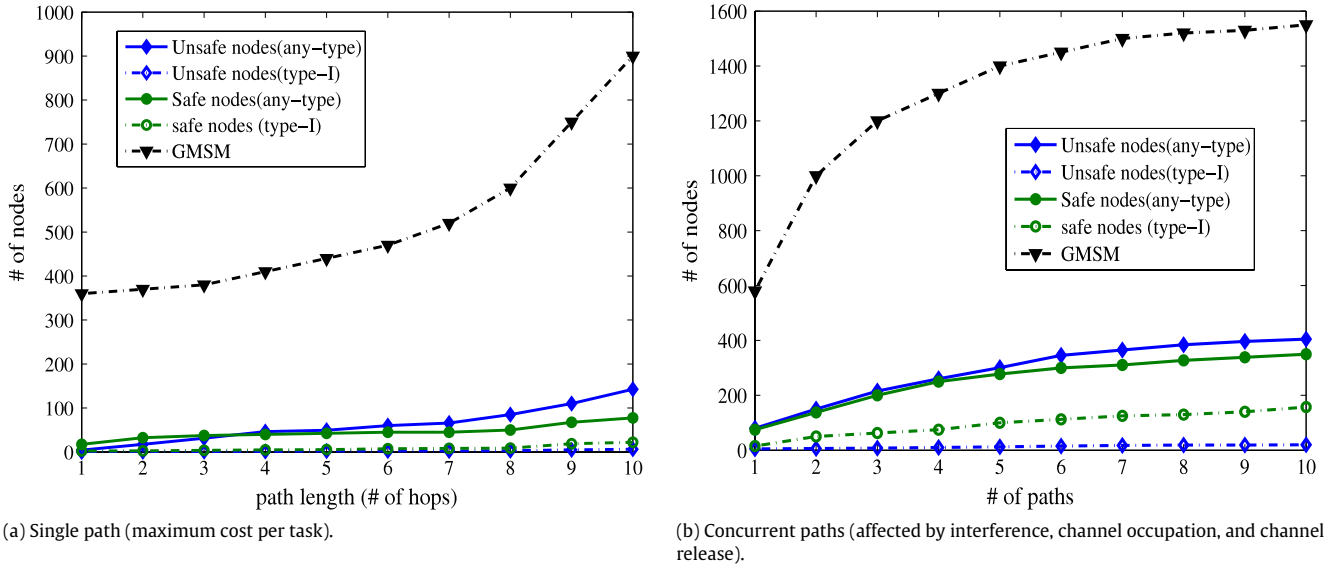 1000
900
800
700
600
500
400
300
200
100
0
# of nodes
Unsafe nodes(any−type)
Unsafe nodes(type−I)
Safe nodes(any−type)
safe nodes (type−I)
GMSM
1 2 3 4 5 6 7 8 9 10
path length (# of hops)
(a) Single path (maximum cost per task).
1600
1400
1200
1000
800
600
400
200
0
# of nodes
Unsafe nodes(any−type)
Unsafe nodes(type−I)
Safe nodes(any−type)
safe nodes (type−I)
GMSM
1 2 3 4 5 6 7 8 9 10
# of paths
(b) Concurrent paths (affected by interference, channel occupation, and channel
release).